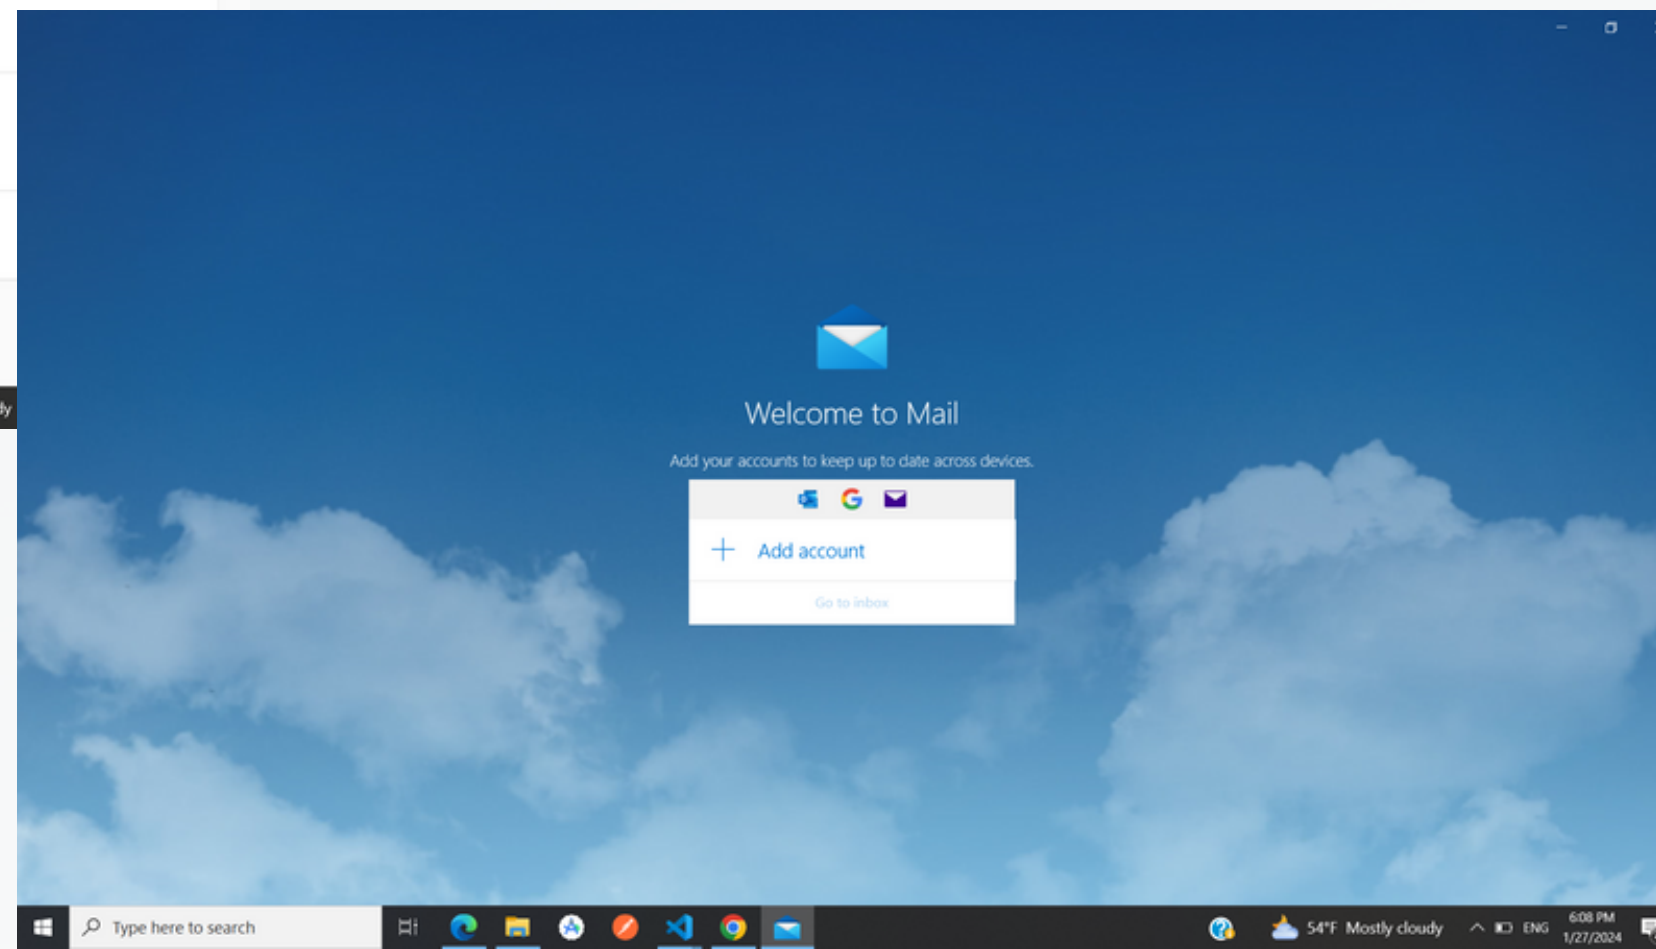 dy
Welcome to Mail
Add your accounts to keep up to date across devices.
Add account
Go to inbox
Type here to search
54°F Mostly cloudy
ENG
6:08 PM
1/27/2024